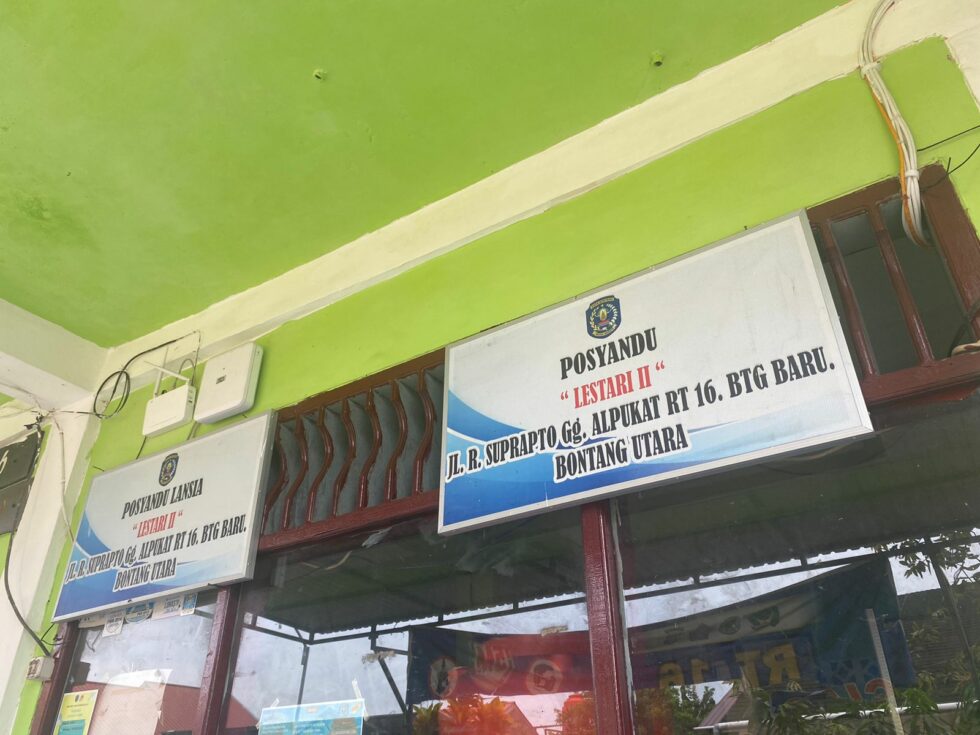 POSYANDU LANSIA
" LESTARI II "
JL. R. SUPRAPTO Gg. ALPUKAT RT 16. BTG BARU.
BONTANG UTARA
POSYANDU
" LESTARI II "
JL. R. SUPRAPTO Gg. ALPUKAT RT 16. BTG BARU.
BONTANG UTARA